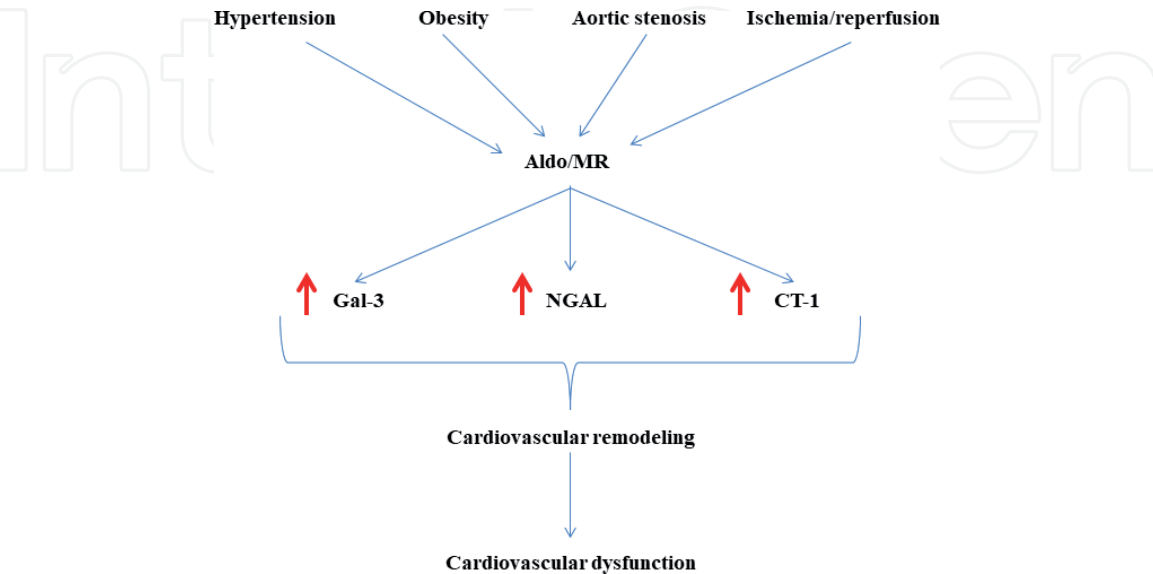 Hypertension Obesity Aortic stenosis Ischemia/reperfusion
Aldo/MR
Gal-3 NGAL CT-1
Cardiovascular remodeling
Cardiovascular dysfunction